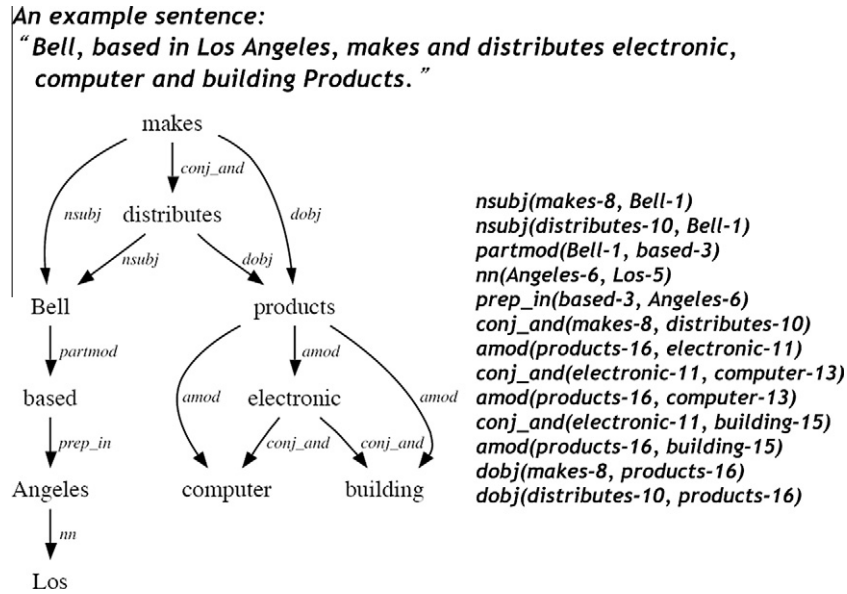 An example sentence:
“Bell, based in Los Angeles, makes and distributes electronic,
computer and building Products.”
makes
conj_and
nsubj
distributes
dobj
nsubj
dobj
Bell
products
partmod
amod
based
amod
electronic
amod
prep_in
conj_and
conj_and
Angeles
computer
building
nn
Los
nsubj(makes-8, Bell-1)
nsubj(distributes-10, Bell-1)
partmod(Bell-1, based-3)
nn(Angeles-6, Los-5)
prep_in(based-3, Angeles-6)
conj_and(makes-8, distributes-10)
amod(products-16, electronic-11)
conj_and(electronic-11, computer-13)
amod(products-16, computer-13)
conj_and(electronic-11, building-15)
amod(products-16, building-15)
dobj(makes-8, products-16)
dobj(distributes-10, products-16)